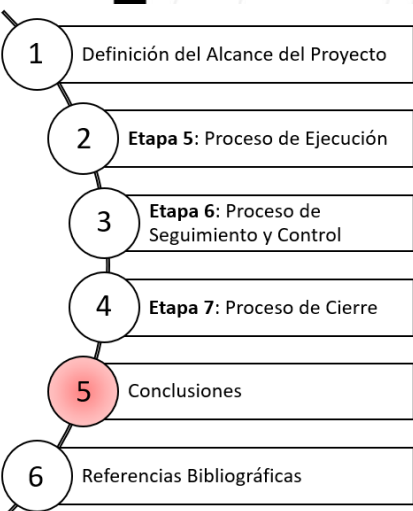 1
Definición del Alcance del Proyecto
2
Etapa 5: Proceso de Ejecución
3
Etapa 6: Proceso de
Seguimiento y Control
4
Etapa 7: Proceso de Cierre
5
Conclusiones
6
Referencias Bibliográficas